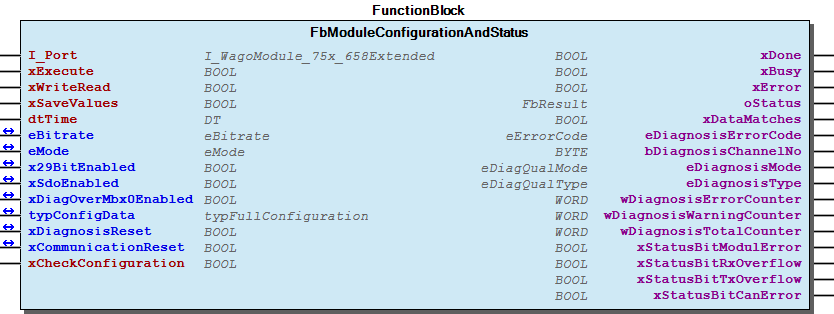 FunctionBlock
FbModuleConfigurationAndStatus
I_Port I_WagoModule_75x_658Extended BOOL xDone
xExecute BOOL BOOL xBusy
xWriteRead BOOL BOOL xError
xSaveValues BOOL FbResult oStatus
dtTime DT BOOL xDataMatches
eBitrate eBitrate eErrorCode eDiagnosisErrorCode
eMode eMode BYTE bDiagnosisChannelNo
x29BitEnabled BOOL eDiagQualMode eDiagnosisMode
xSdoEnabled BOOL eDiagQualType eDiagnosisType
xDiagOverMbx0Enabled BOOL WORD wDiagnosisErrorCounter
typConfigData typFullConfiguration WORD wDiagnosisWarningCounter
xDiagnosisReset BOOL WORD wDiagnosisTotalCounter
xCommunicationReset BOOL BOOL xStatusBitModulError
xCheckConfiguration BOOL BOOL xStatusBitRxOverflow
BOOL xStatusBitTxOverflow
BOOL xStatusBitCanError